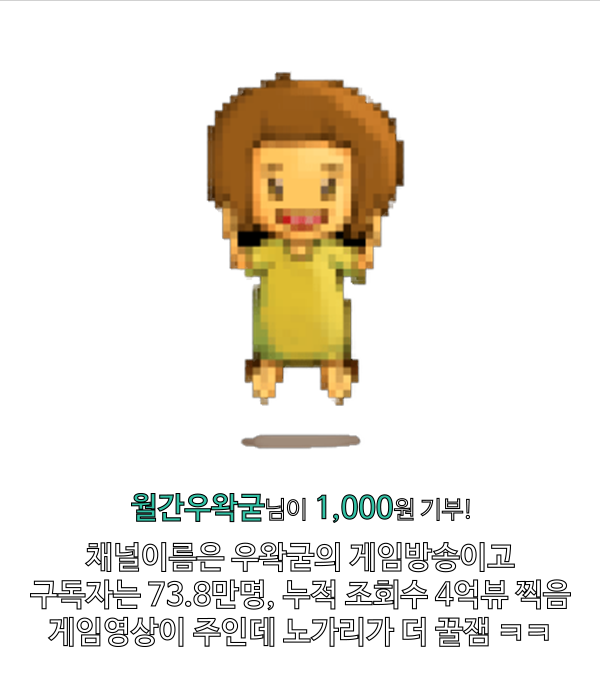 월간우왁굳님이 1,000원 기부!
채널이름은 우왁굳의 게임방송이고
구독자는 73.8만명, 누적 조회수 4억뷰 찍음
게임영상이 주인데 노가리가 더 꿀잼 ㅋㅋ